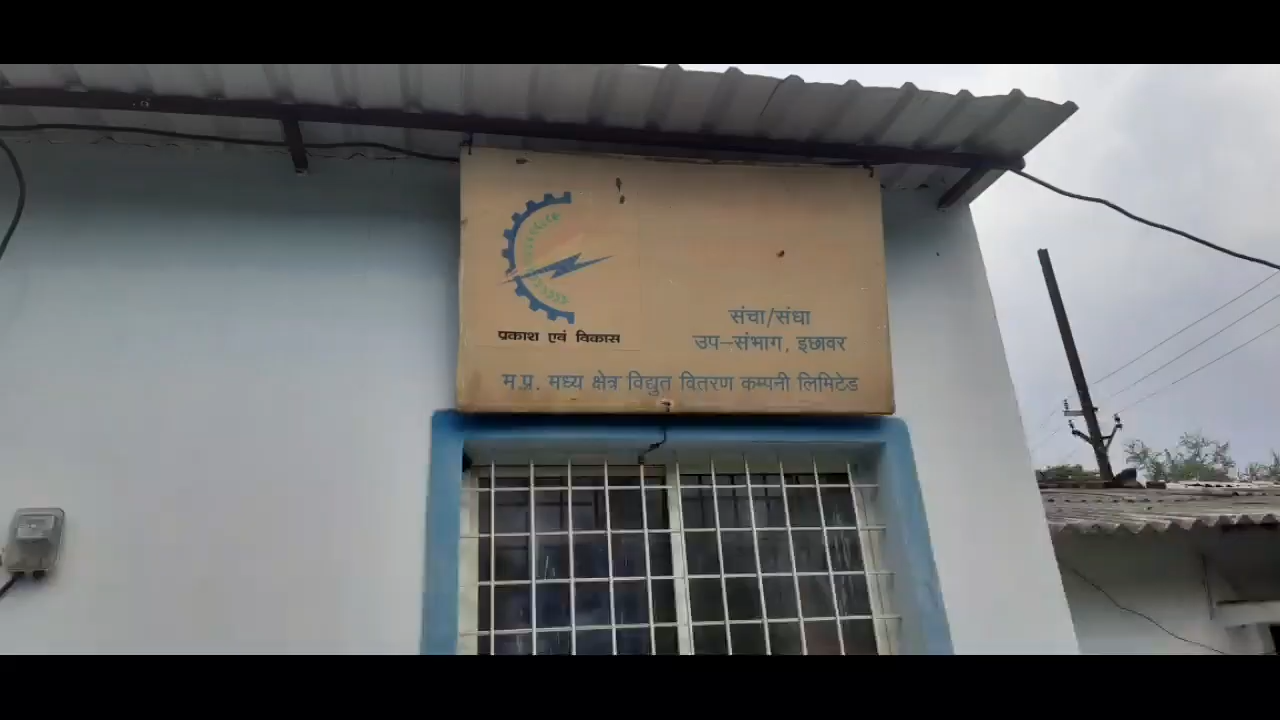 प्रकाश एवं विकास
संचा/संधा
उप-संभाग, इछावर
म.प्र. मध्य क्षेत्र विद्युत वितरण कम्पनी लिमिटेड